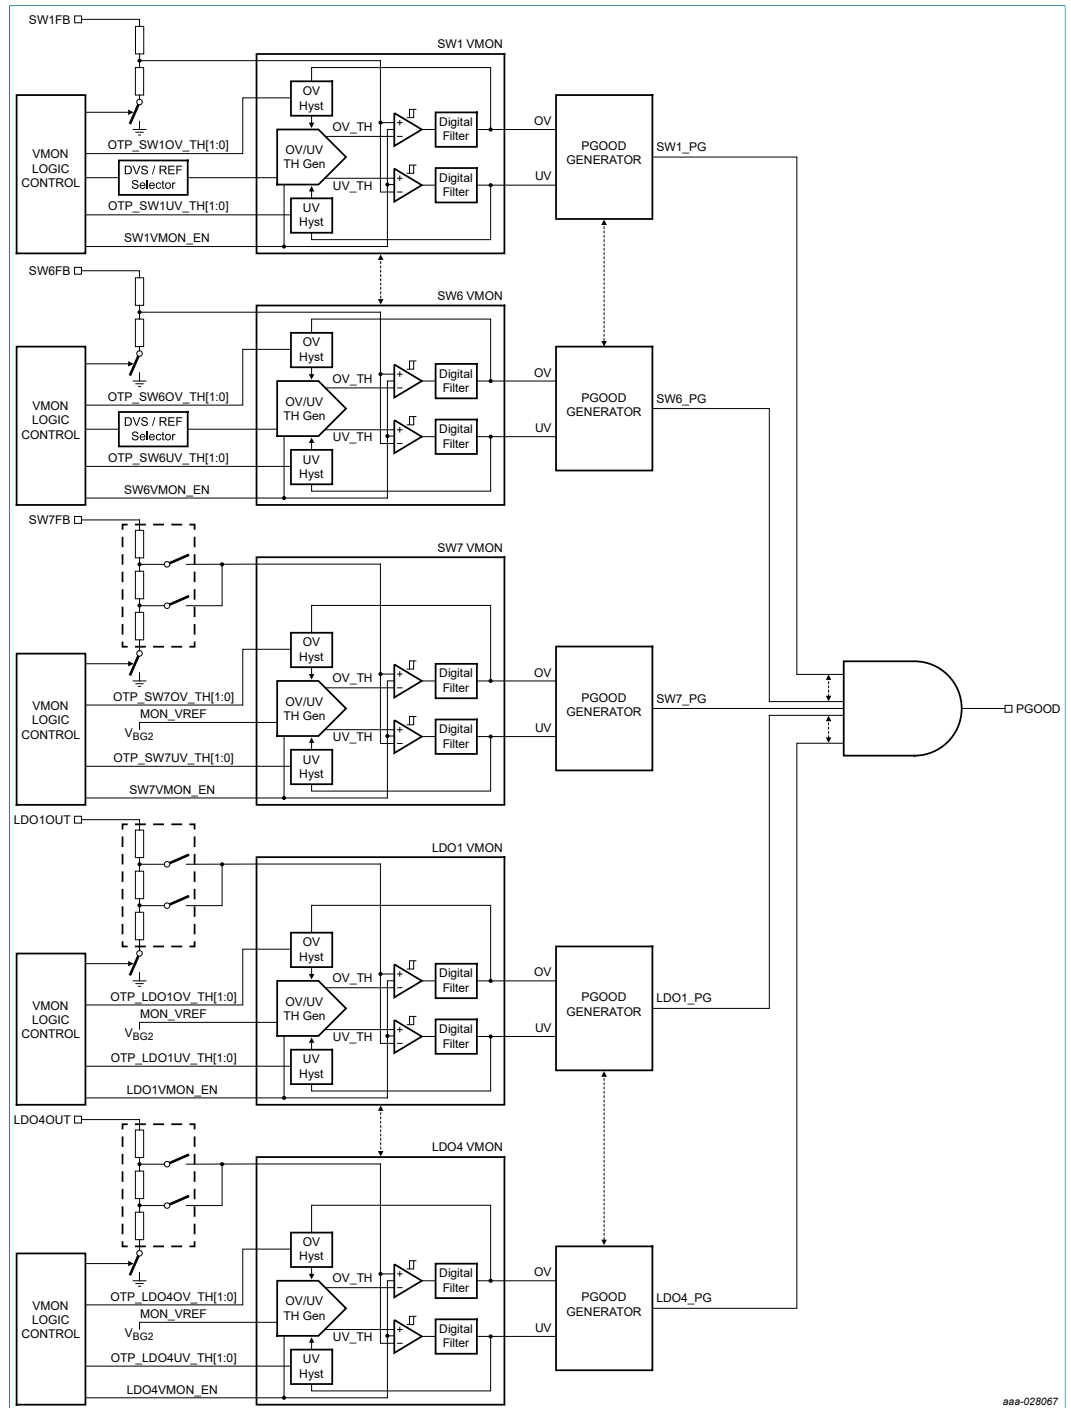 SW1FB
SW1 VMON
VMON
LOGIC
CONTROL
OTP_SW1OV_TH[1:0]
DVS / REF
Selector
OTP_SW1UV_TH[1:0]
SW1VMON_EN
OV
Hyst
OV/UV
TH Gen
UV
Hyst
OV_TH
UV_TH
+
−
+
−
Digital
Filter
Digital
Filter
OV
UV
PGOOD
GENERATOR
SW1_PG
SW6FB
SW6 VMON
VMON
LOGIC
CONTROL
OTP_SW6OV_TH[1:0]
DVS / REF
Selector
OTP_SW6UV_TH[1:0]
SW6VMON_EN
OV
Hyst
OV/UV
TH Gen
UV
Hyst
OV_TH
UV_TH
+
−
+
−
Digital
Filter
Digital
Filter
OV
UV
PGOOD
GENERATOR
SW6_PG
SW7FB
SW7 VMON
VMON
LOGIC
CONTROL
OTP_SW7OV_TH[1:0]
MON_VREF
VBG2
OTP_SW7UV_TH[1:0]
SW7VMON_EN
OV
Hyst
OV/UV
TH Gen
UV
Hyst
OV_TH
UV_TH
+
−
+
−
Digital
Filter
Digital
Filter
OV
UV
PGOOD
GENERATOR
SW7_PG
PGOOD
LDO1OUT
LDO1 VMON
VMON
LOGIC
CONTROL
OTP_LDO1OV_TH[1:0]
MON_VREF
VBG2
OTP_LDO1UV_TH[1:0]
LDO1VMON_EN
OV
Hyst
OV/UV
TH Gen
UV
Hyst
OV_TH
UV_TH
+
−
+
−
Digital
Filter
Digital
Filter
OV
UV
PGOOD
GENERATOR
LDO1_PG
LDO4OUT
LDO4 VMON
VMON
LOGIC
CONTROL
OTP_LDO4OV_TH[1:0]
MON_VREF
VBG2
OTP_LDO4UV_TH[1:0]
LDO4VMON_EN
OV
Hyst
OV/UV
TH Gen
UV
Hyst
OV_TH
UV_TH
+
−
+
−
Digital
Filter
Digital
Filter
OV
UV
PGOOD
GENERATOR
LDO4_PG
aaa-028067